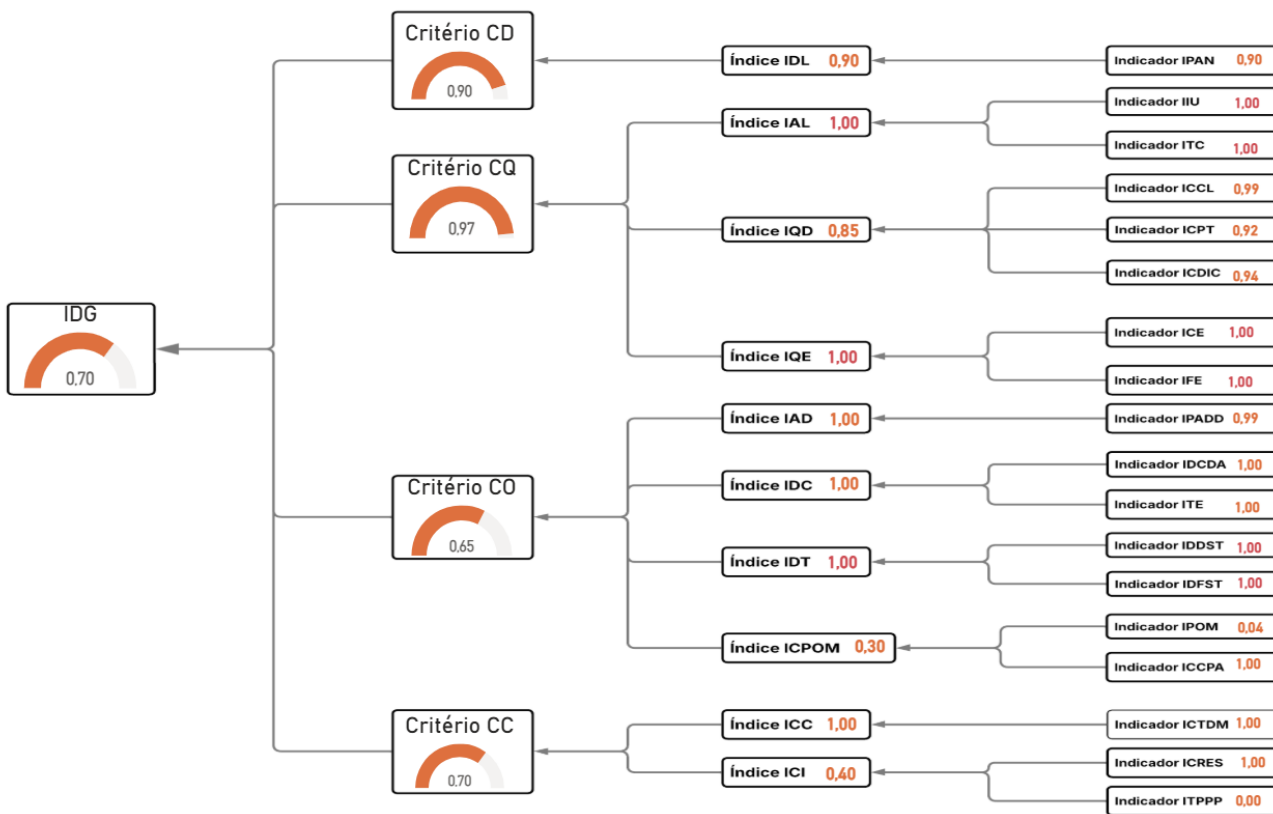 IDG
0,70
Critério CD
0,90
Critério CQ
0,97
Critério CO
0,65
Critério CC
0,70
Índice IDL 0,90
Índice IAL 1,00
Índice IQD 0,85
Índice IQE 1,00
Índice IAD 1,00
Índice IDC 1,00
Índice IDT 1,00
Índice ICPOM 0,30
Índice ICC 1,00
Índice ICI 0,40
Indicador IPAN 0,90
Indicador IIU 1,00
Indicador ITC 1,00
Indicador ICCL 0,99
Indicador ICPT 0,92
Indicador ICDIC 0,94
Indicador ICE 1,00
Indicador IFE 1,00
Indicador IPADD 0,99
Indicador IDCDA 1,00
Indicador ITE 1,00
Indicador IDDST 1,00
Indicador IDFST 1,00
Indicador IPOM 0,04
Indicador ICCPA 1,00
Indicador ICTDM 1,00
Indicador ICRES 1,00
Indicador ITPPP 0,00